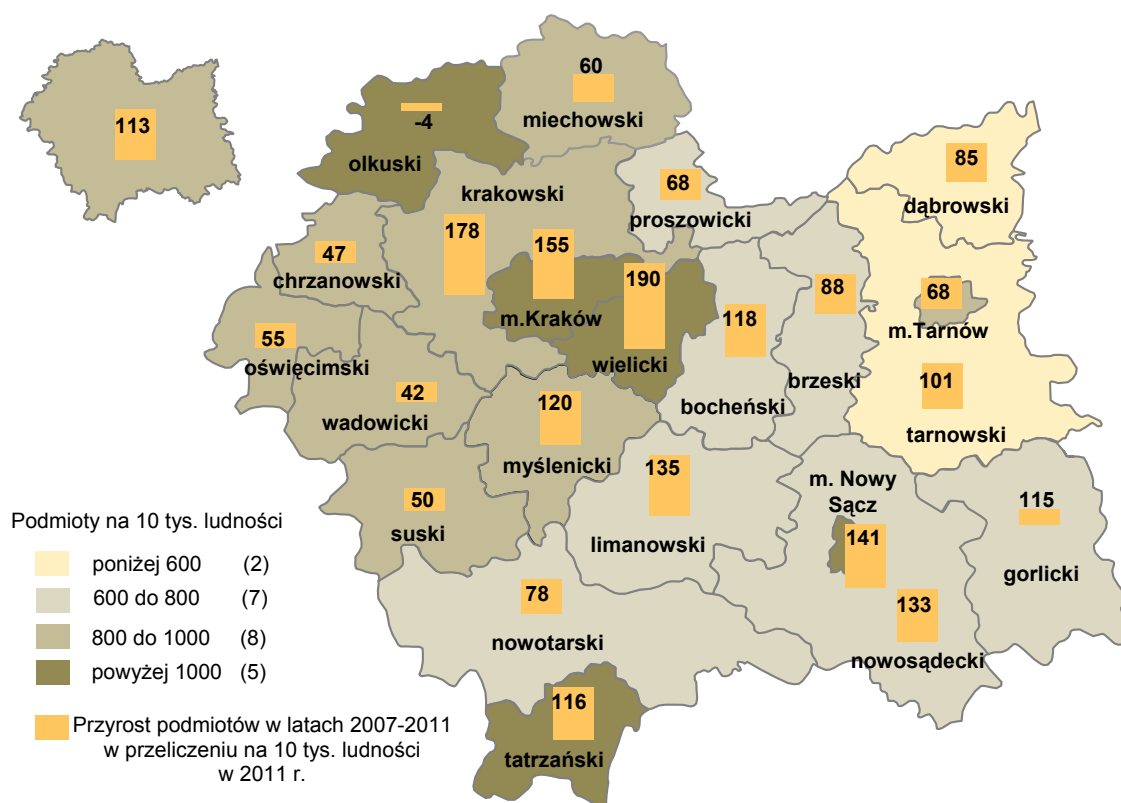 113
60
miechowski
-4
olkuski
krakowski
178
155
m.Kraków
68
proszowicki
85
dąbrowski
47
chrzanowski
190
wielicki
118
bocheński
88
brzeski
68
m.Tarnów
101
tarnowski
55
oświęcimski
42
wadowicki
120
myślenicki
50
suski
135
limanowski
m. Nowy
Sącz
141
133
nowosądecki
115
gorlicki
78
nowotarski
116
tatrzański
Podmioty na 10 tys. ludności
poniżej 600 (2)
600 do 800 (7)
800 do 1000 (8)
powyżej 1000 (5)
Przyrost podmiotów w latach 2007-2011
w przeliczeniu na 10 tys. ludności
w 2011 r.